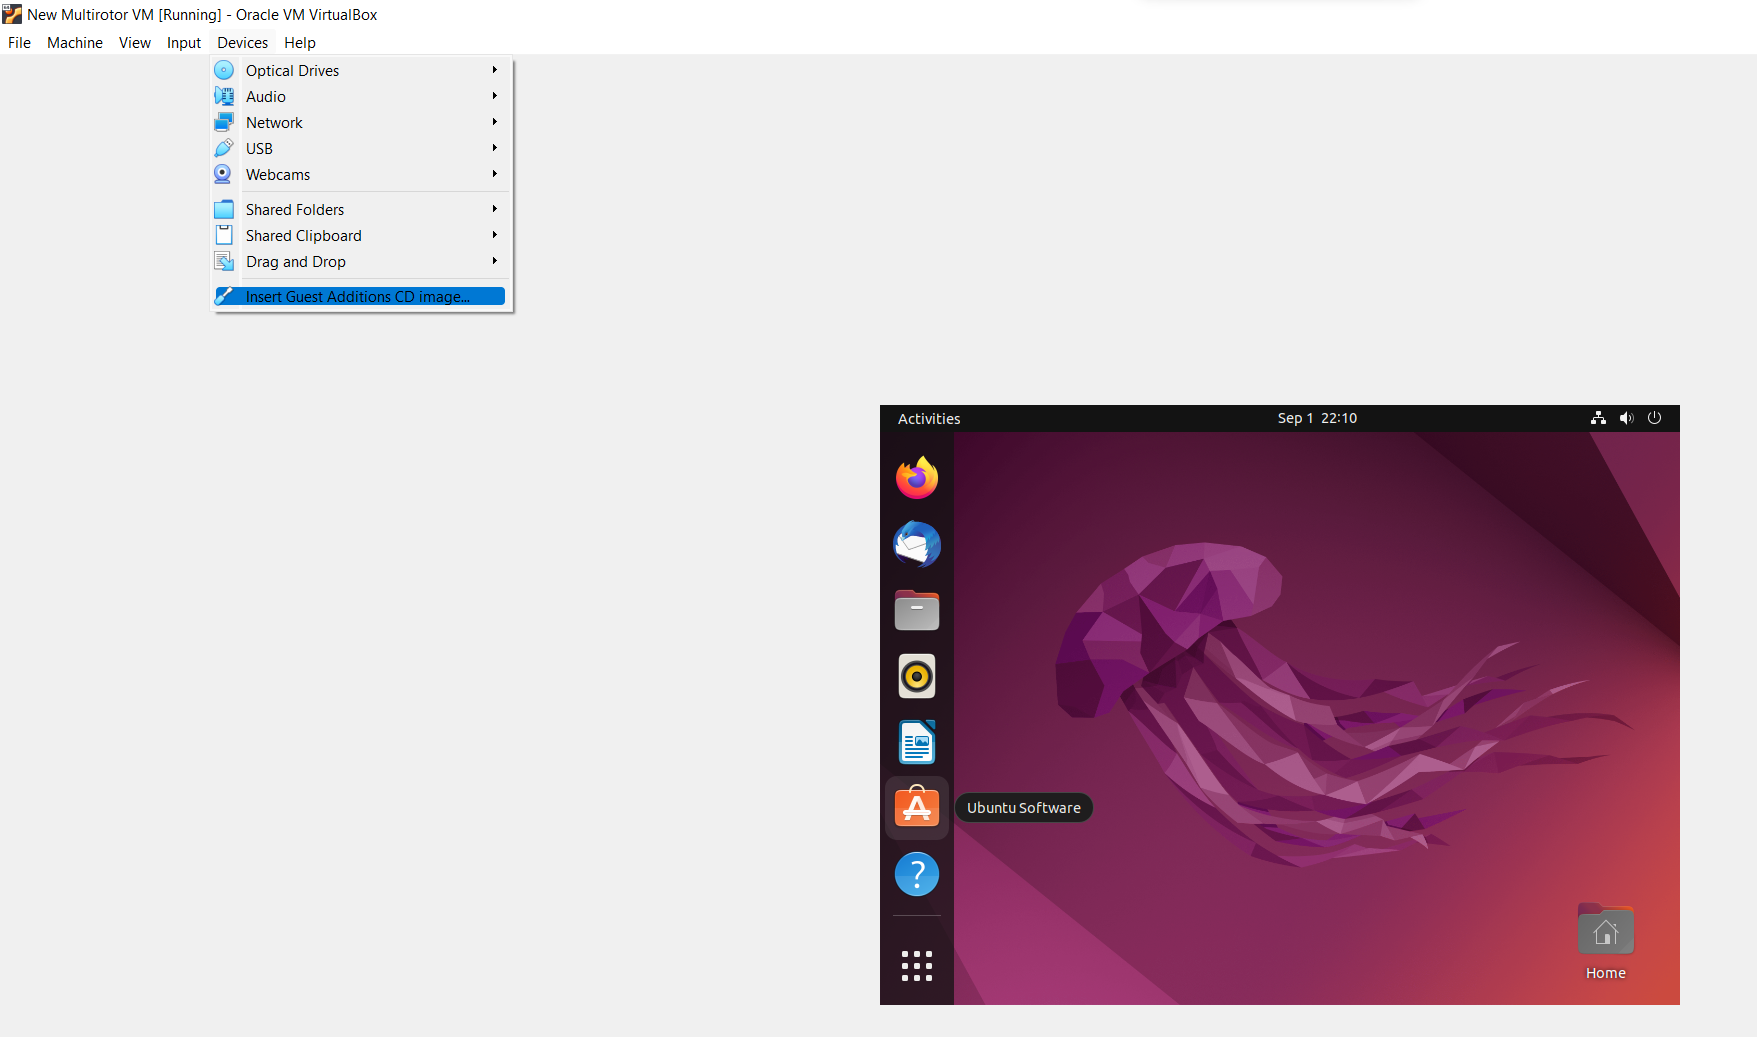 New Multirotor VM [Running] - Oracle VM VirtualBox
File Machine View Input Devices Help
Optical Drives
Audio
Network
USB
Webcams
Shared Folders
Shared Clipboard
Drag and Drop
Insert Guest Additions CD image...
Activities Sep 1 22:10
Ubuntu Software
Home